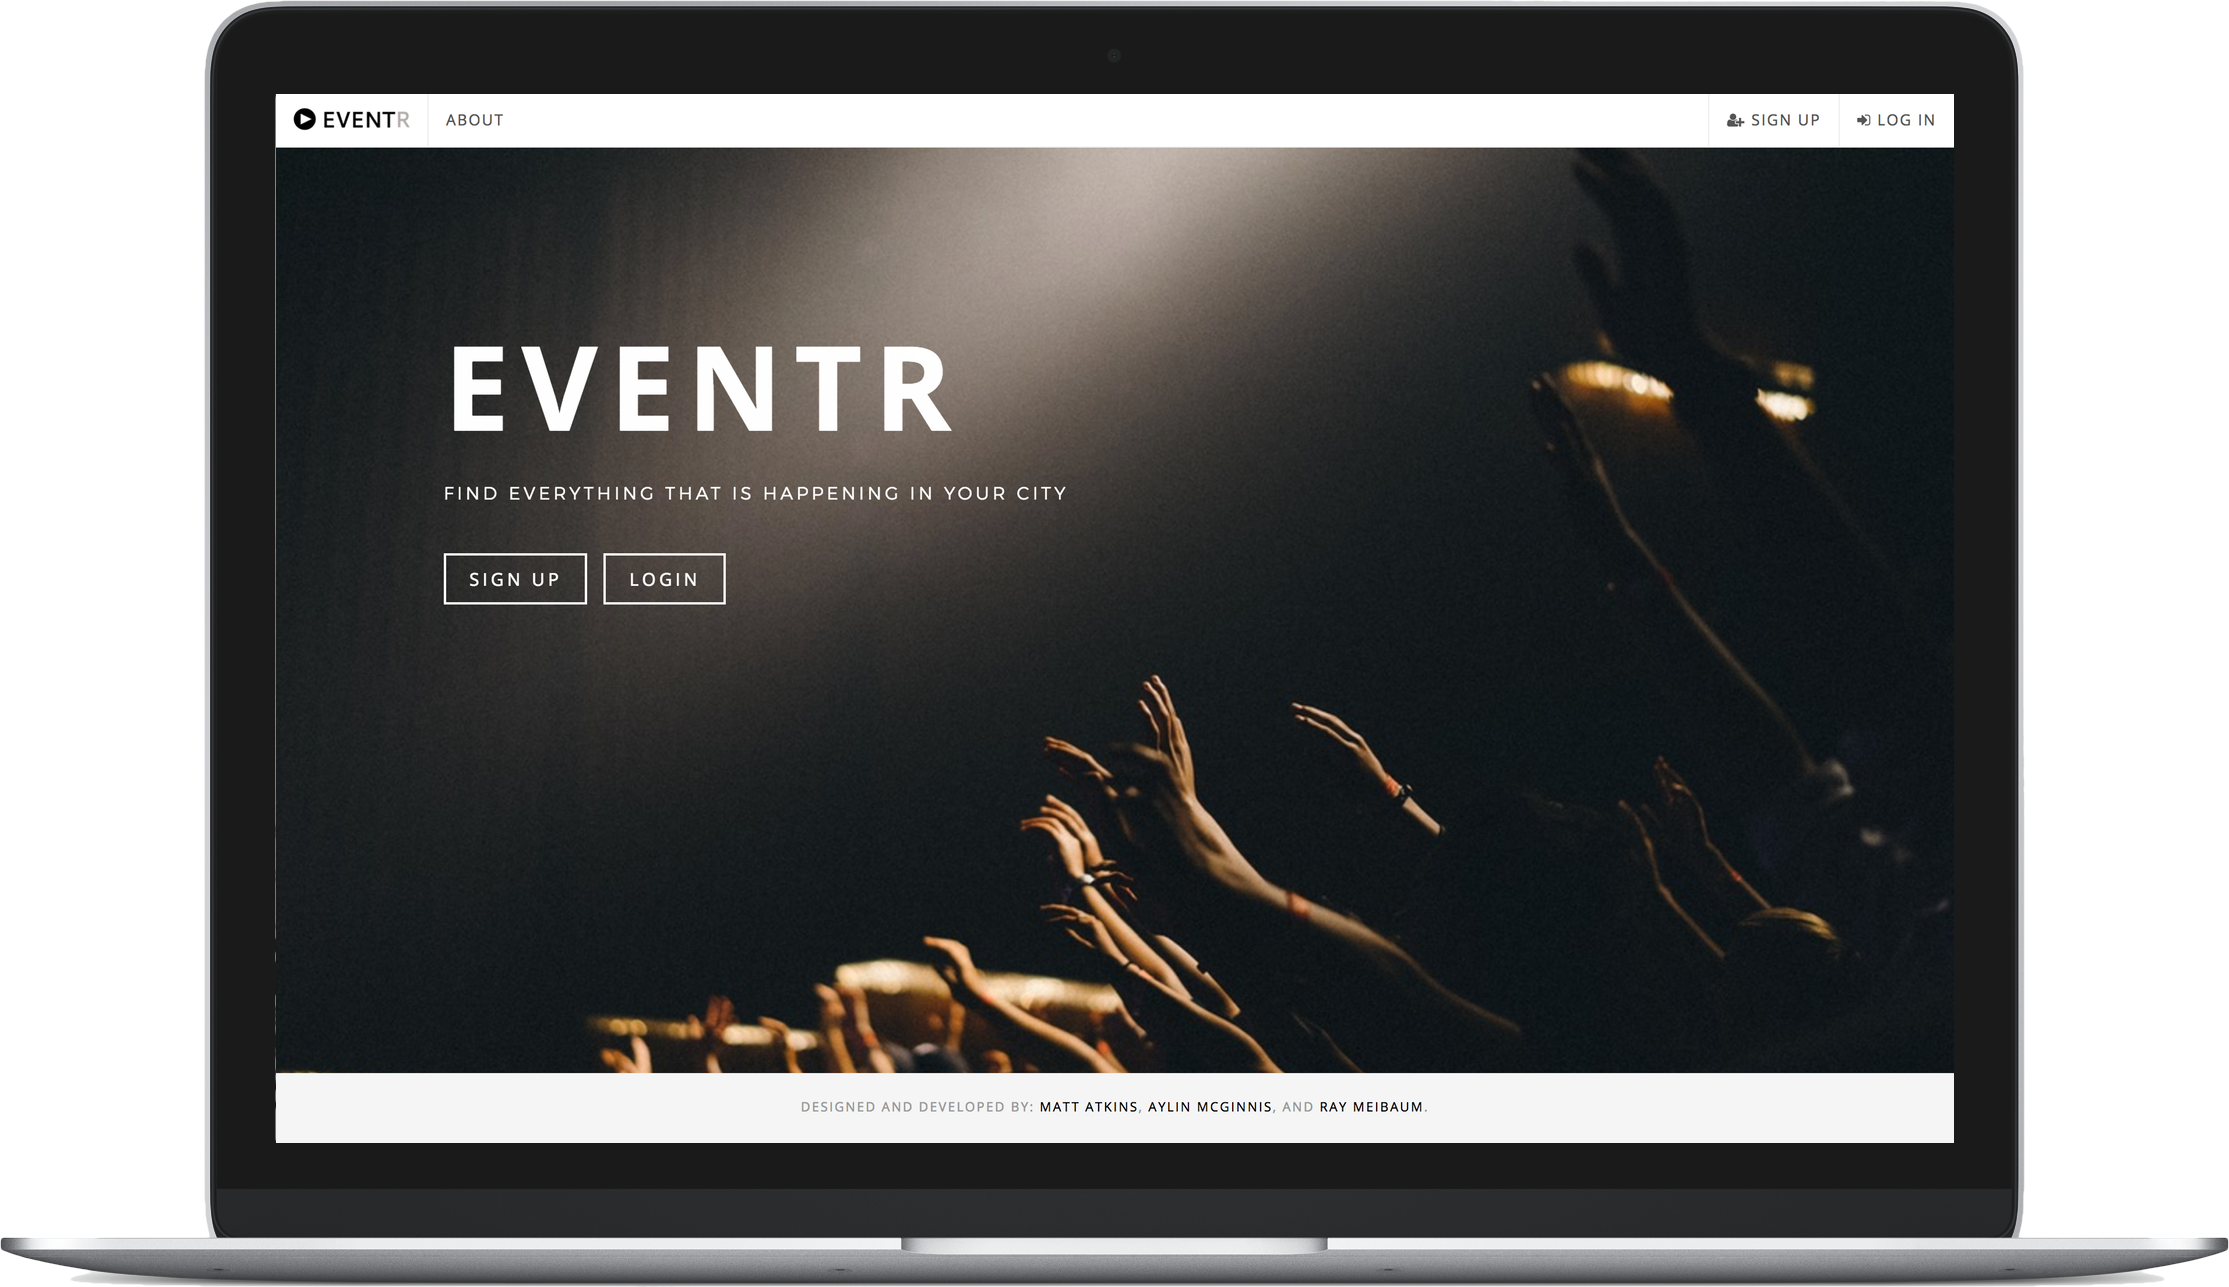 EVENTR ABOUT SIGN UP LOG IN
EVENTR
FIND EVERYTHING THAT IS HAPPENING IN YOUR CITY
SIGN UP LOGIN
DESIGNED AND DEVELOPED BY: MATT ATKINS, AYLIN MCGINNIS, AND RAY MEIBAUM.